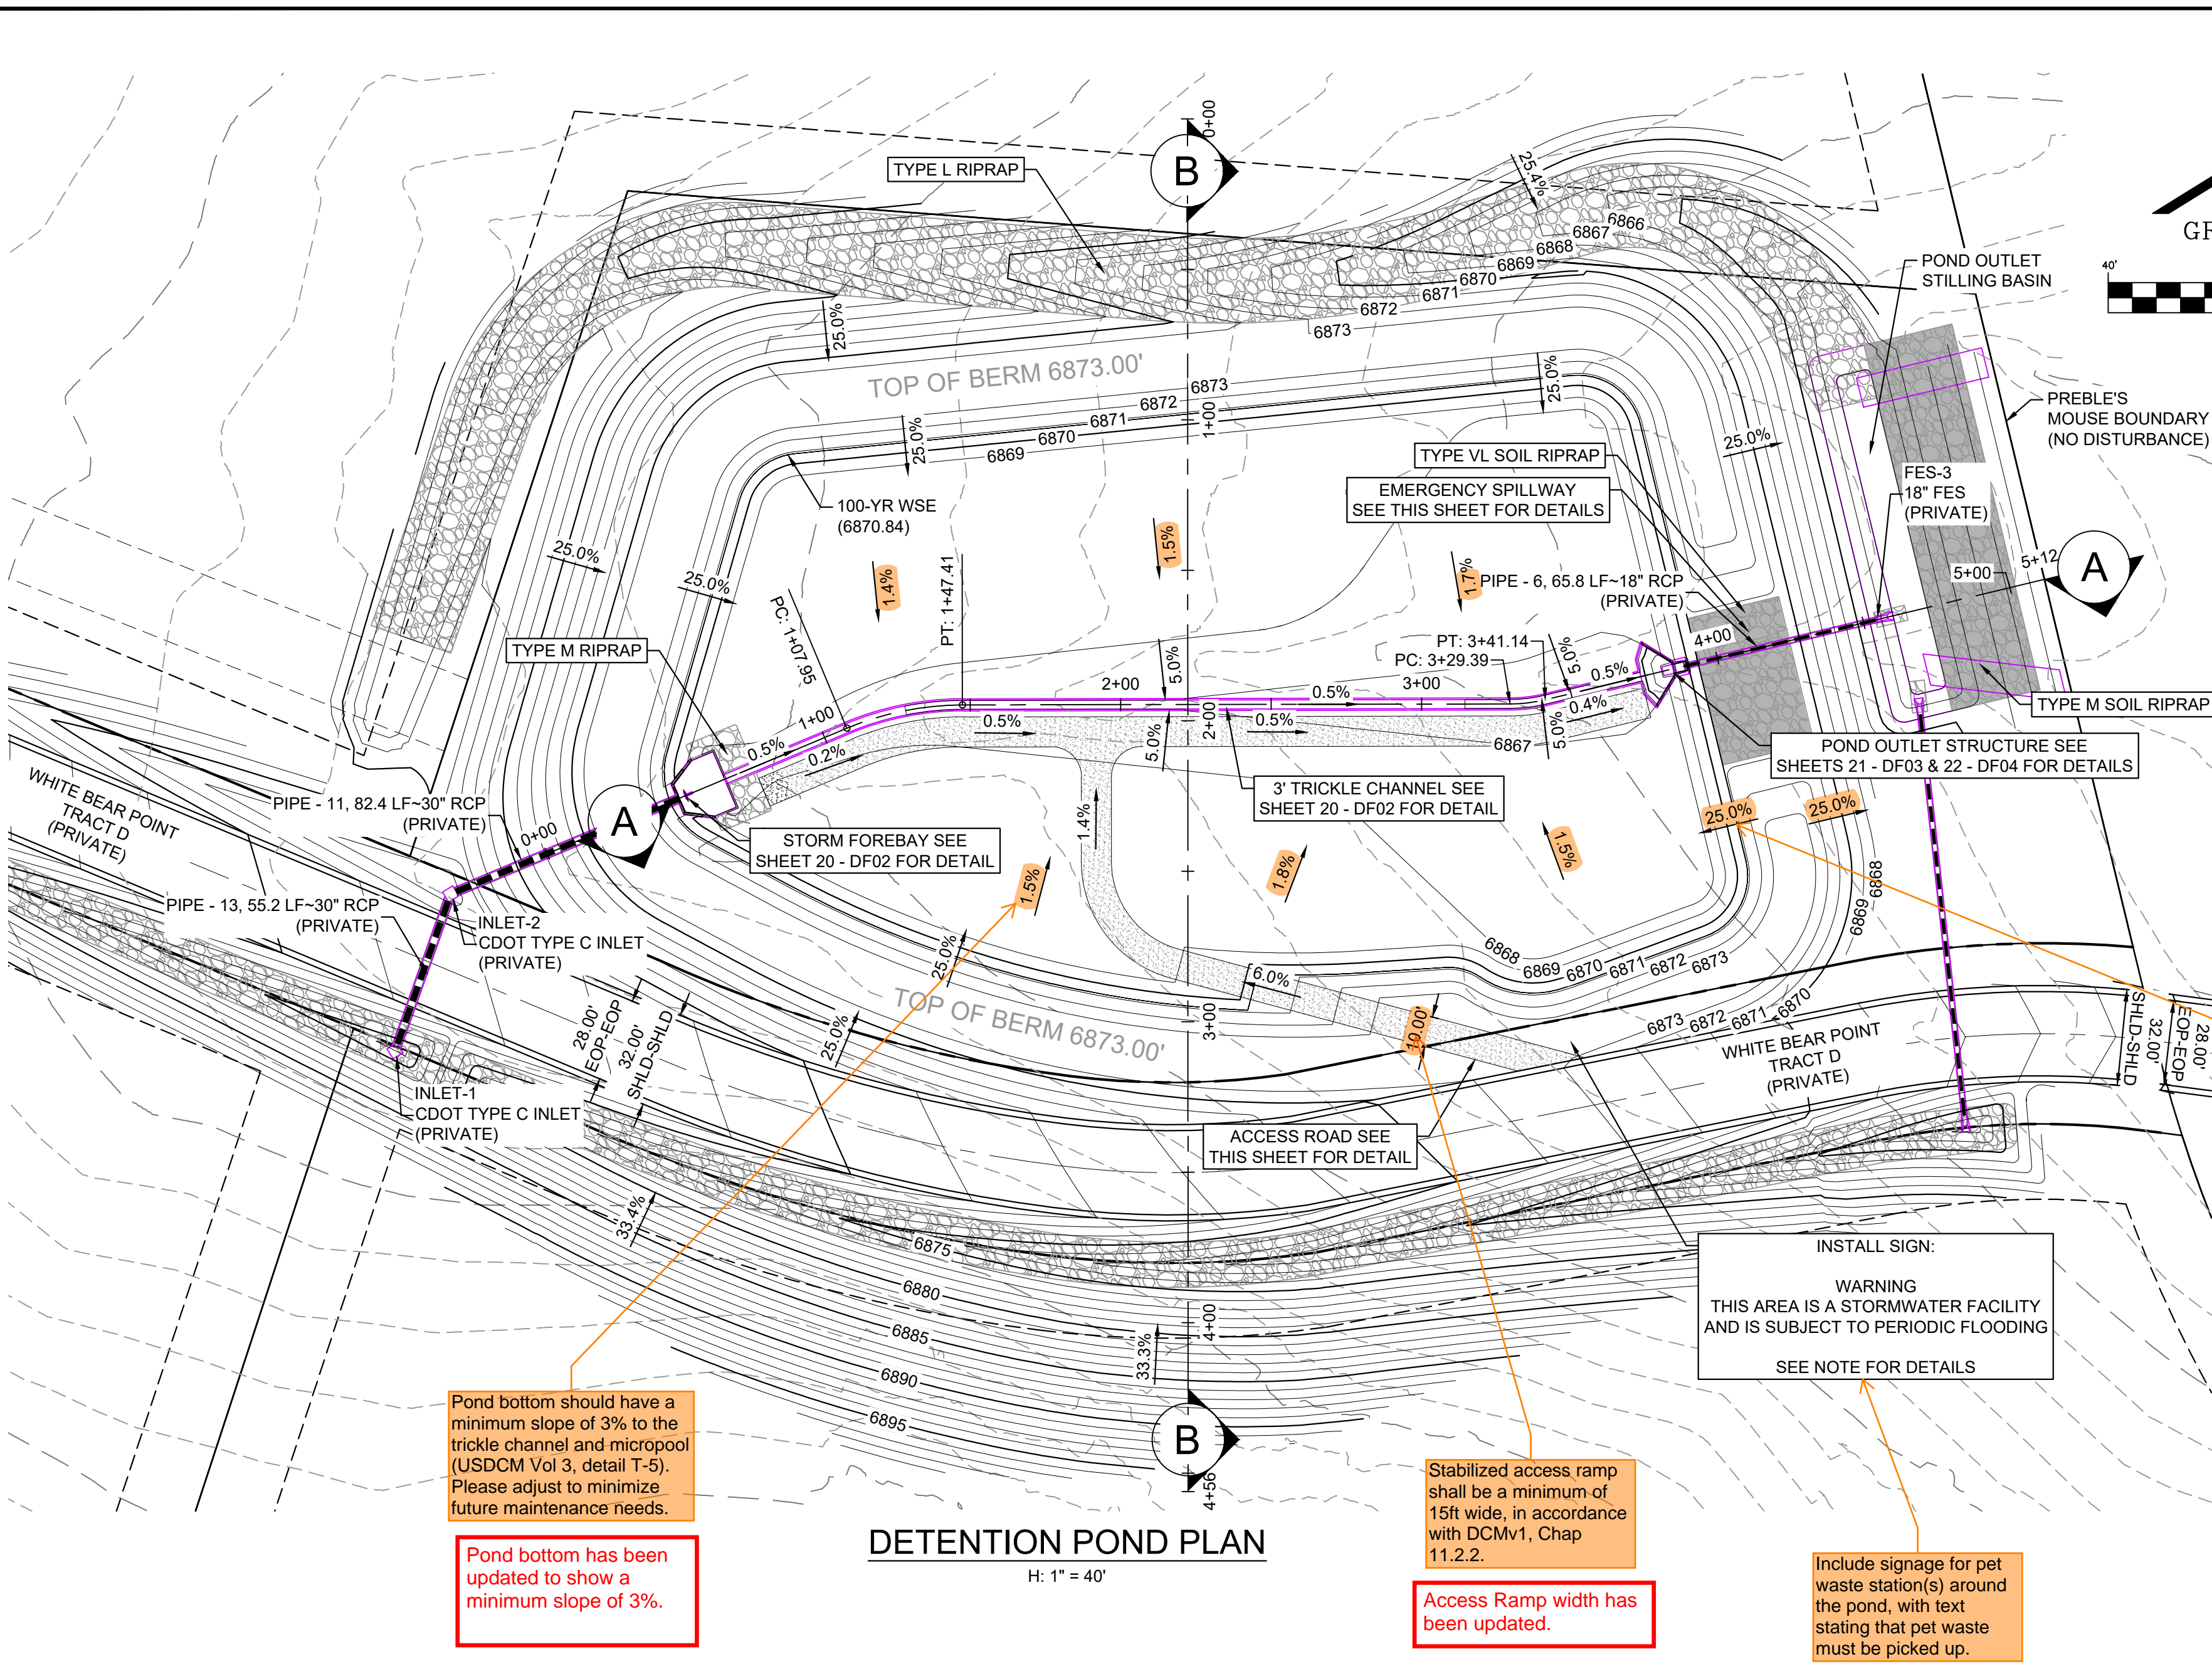 0+00
B
TYPE L RIPRAP
25.4%
6866
6867
6868
6869
6870
6871
6872
6873
GR
40'
POND OUTLET
STILLING BASIN
25.0%
TOP OF BERM 6873.00'
6873
6872
6871
6870
6869
1+00
25.0%
25.0%
25.0%
PREBLE'S
MOUSE BOUNDARY
(NO DISTURBANCE)
TYPE VL SOIL RIPRAP
EMERGENCY SPILLWAY
SEE THIS SHEET FOR DETAILS
FES-3
18" FES
(PRIVATE)
100-YR WSE
(6870.84)
25.0%
25.0%
1.4%
1.5%
1.7%
PIPE - 6, 65.8 LF~18" RCP
(PRIVATE)
5+00
5+12
A
PC: 1+07.95
PT: 1+47.41
TYPE M RIPRAP
PT: 3+41.14
PC: 3+29.39
5.0%
5.0%
0.5%
4+00
1+00
2+00
3+00
0.5%
0.5%
0.5%
0.5%
0.2%
0.4%
5.0%
5.0%
2+00
6867
TYPE M SOIL RIPRAP
POND OUTLET STRUCTURE SEE
SHEETS 21 - DF03 & 22 - DF04 FOR DETAILS
3' TRICKLE CHANNEL SEE
SHEET 20 - DF02 FOR DETAIL
WHITE BEAR POINT
TRACT D
(PRIVATE)
PIPE - 11, 82.4 LF~30" RCP
(PRIVATE)
0+00
A
STORM FOREBAY SEE
SHEET 20 - DF02 FOR DETAIL
1.4%
1.5%
1.8%
1.5%
25.0%
25.0%
6868
6869
PIPE - 13, 55.2 LF~30" RCP
(PRIVATE)
INLET-2
CDOT TYPE C INLET
(PRIVATE)
25.0%
6.0%
6868
6869
6870
6871
6872
6873
TOP OF BERM 6873.00'
3+00
25.0%
10.00'
6873
6872
6871
6870
WHITE BEAR POINT
TRACT D
(PRIVATE)
28.00'
EOP-EOP
32.00'
SHLD-SHLD
SHLD-SHLD
32.00'
EOP-EOP
28.00'
INLET-1
CDOT TYPE C INLET
(PRIVATE)
ACCESS ROAD SEE
THIS SHEET FOR DETAIL
33.4%
6875
6880
6885
6890
6895
33.3%
4+00
B
4+56
INSTALL SIGN:
WARNING
THIS AREA IS A STORMWATER FACILITY
AND IS SUBJECT TO PERIODIC FLOODING
SEE NOTE FOR DETAILS
Pond bottom should have a
minimum slope of 3% to the
trickle channel and micropool
(USDCM Vol 3, detail T-5).
Please adjust to minimize
future maintenance needs.
Pond bottom has been
updated to show a
minimum slope of 3%.
DETENTION POND PLAN
H: 1" = 40'
Stabilized access ramp
shall be a minimum of
15ft wide, in accordance
with DCMv1, Chap
11.2.2.
Access Ramp width has
been updated.
Include signage for pet
waste station(s) around
the pond, with text
stating that pet waste
must be picked up.